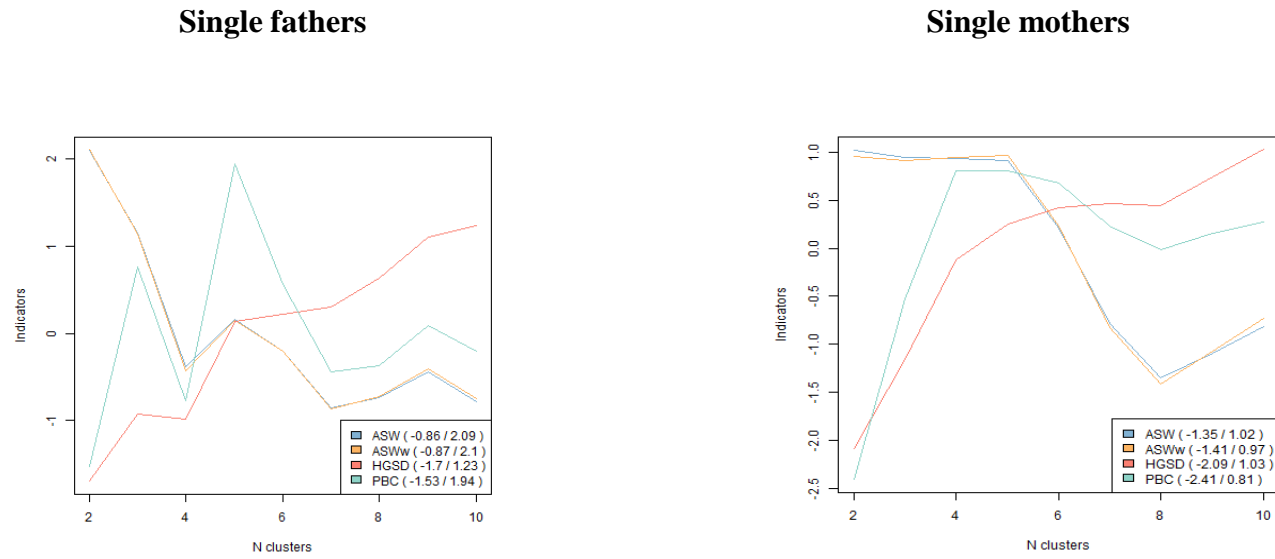 Single fathers
Indicators
2
1
0
-1
2
4
6
8
10
N clusters
ASW ( -0.86 / 2.09 )
ASWw ( -0.87 / 2.1 )
HGSD ( -1.7 / 1.23 )
PBC ( -1.53 / 1.94 )
Single mothers
Indicators
1.0
0.5
0.0
-0.5
-1.0
-1.5
-2.0
-2.5
2
4
6
8
10
N clusters
ASW ( -1.35 / 1.02 )
ASWw ( -1.41 / 0.97 )
HGSD ( -2.09 / 1.03 )
PBC ( -2.41 / 0.81 )